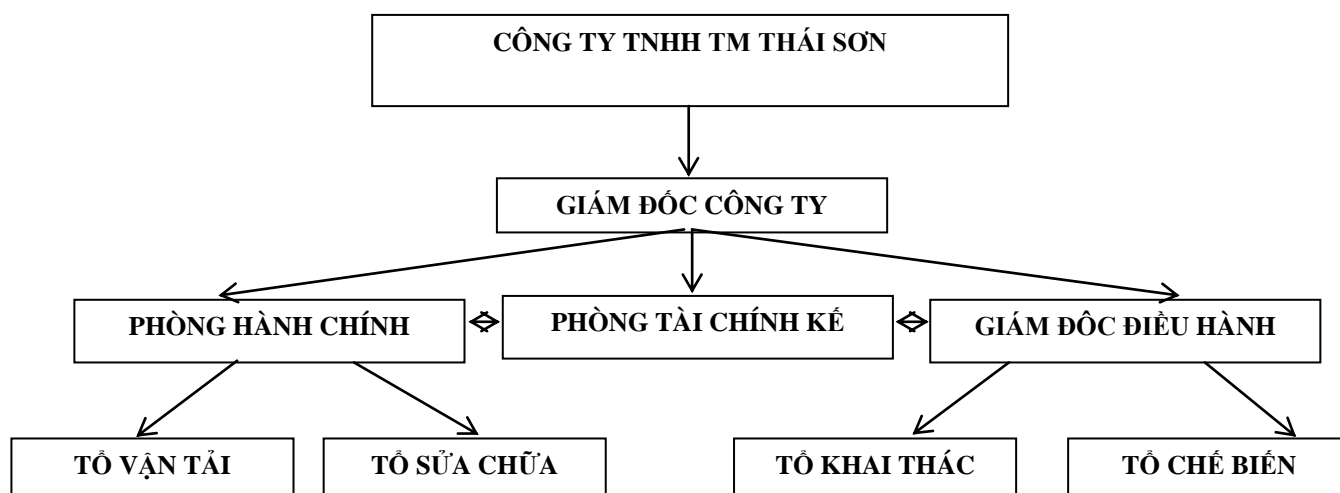 CÔNG TY TNHH TM THÁI SƠN
GIÁM ĐỐC CÔNG TY
PHÒNG HÀNH CHÍNH
PHÒNG TÀI CHÍNH KẾ
GIÁM ĐÔC ĐIỀU HÀNH
TỔ VẬN TẢI
TỔ SỬA CHỮA
TỔ KHAI THÁC
TỔ CHẾ BIẾN